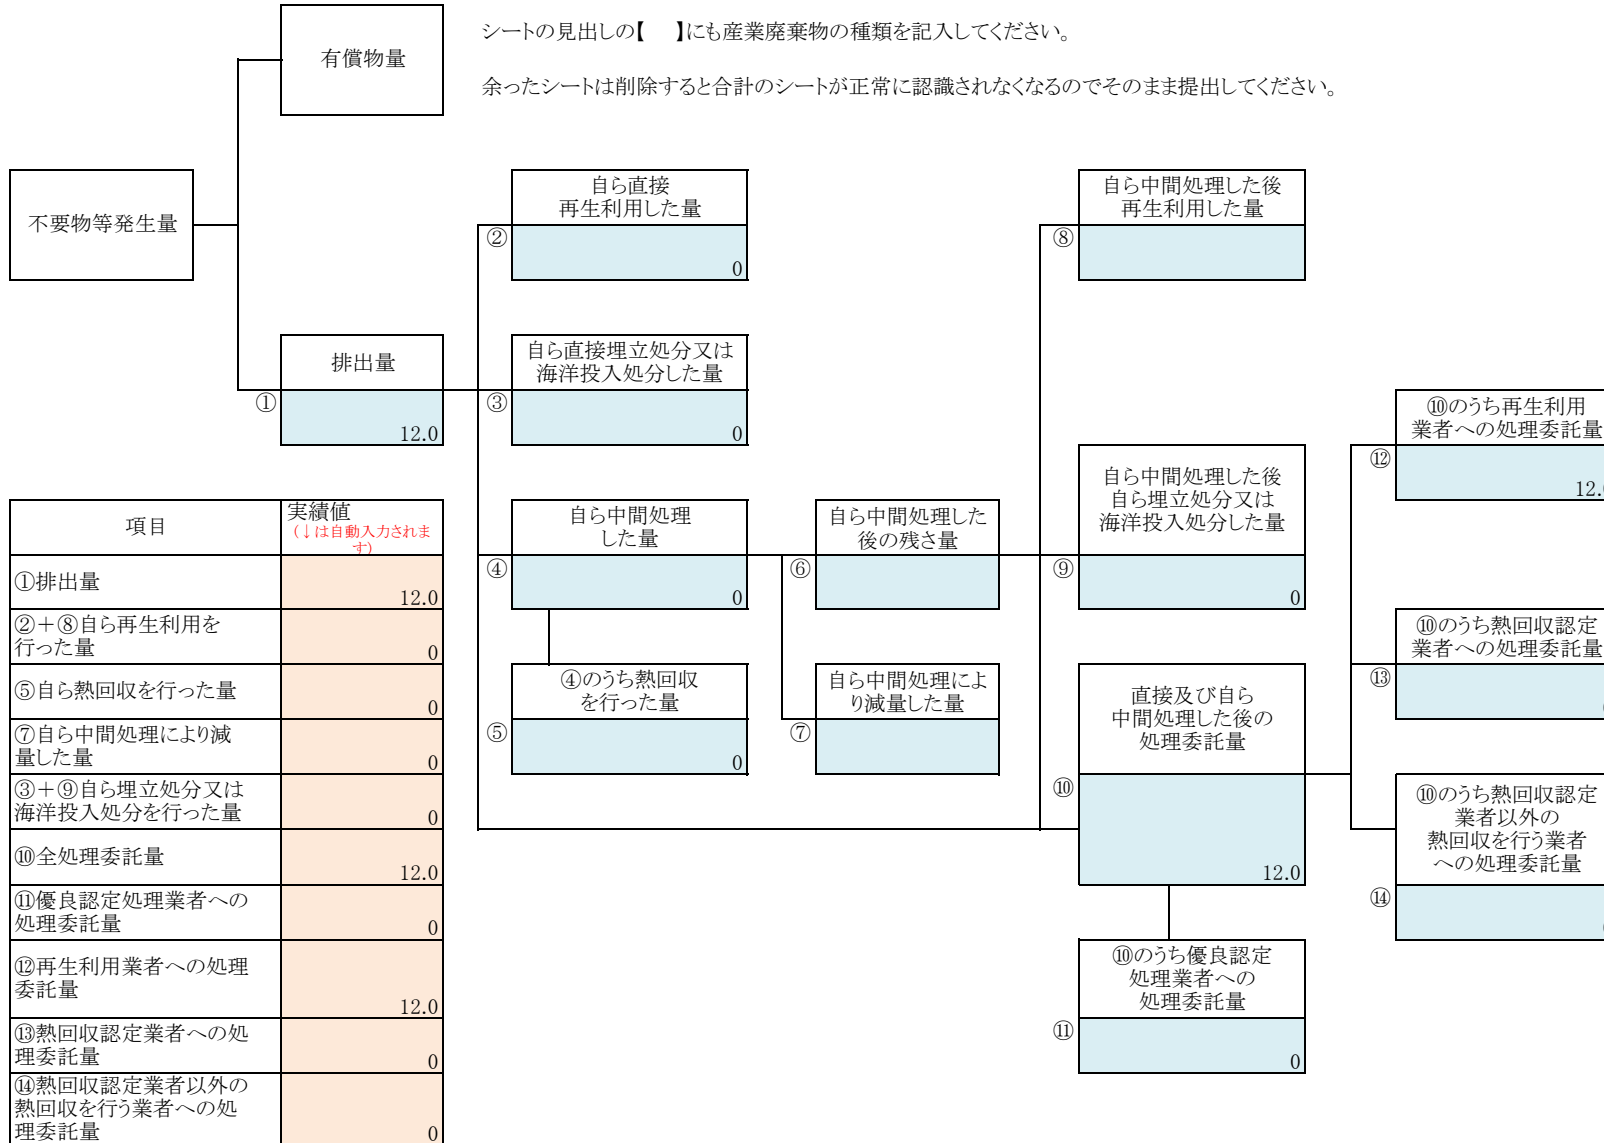 シートの見出しの【　】にも産業廃棄物の種類を記入してください。
余ったシートは削除すると合計のシートが正常に認識されなくなるのでそのまま提出してください。
有償物量
不要物等発生量
排出量
①
12.0
自ら直接
再生利用した量
②
0
自ら直接埋立処分又は
海洋投入処分した量
③
0
自ら中間処理
した量
④
0
④のうち熱回収
を行った量
⑤
0
自ら中間処理した
後の残さ量
⑥
自ら中間処理によ
り減量した量
⑦
自ら中間処理した後
再生利用した量
⑧
自ら中間処理した後
自ら埋立処分又は
海洋投入処分した量
⑨
0
直接及び自ら
中間処理した後の
処理委託量
⑩
12.0
⑩のうち優良認定
処理業者への
処理委託量
⑪
0
⑩のうち再生利用
業者への処理委託量
⑫
12.
⑩のうち熱回収認定
業者への処理委託量
⑬
⑩のうち熱回収認定
業者以外の
熱回収を行う業者
への処理委託量
⑭
項目
実績値
(↓は自動入力されま
す)
①排出量
12.0
②＋⑧自ら再生利用を
行った量
0
⑤自ら熱回収を行った量
0
⑦自ら中間処理により減
量した量
0
③＋⑨自ら埋立処分又は
海洋投入処分を行った量
0
⑩全処理委託量
12.0
⑪優良認定処理業者への
処理委託量
0
⑫再生利用業者への処理
委託量
12.0
⑬熱回収認定業者への処
理委託量
0
⑭熱回収認定業者以外の
熱回収を行う業者への処
理委託量
0